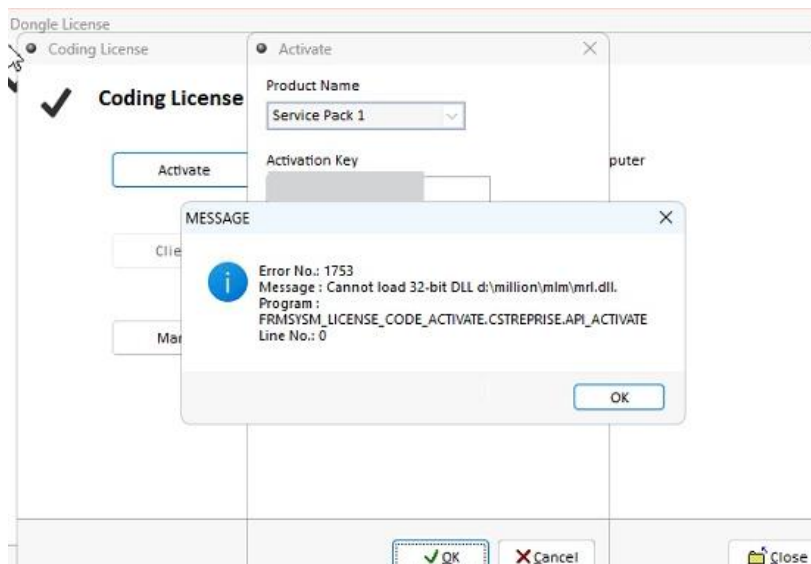 Dongle License
Coding License
Activate
Product Name
Coding License
Service Pack 1
Activation Key
Activate
puter
MESSAGE
Clie
Error No.: 1753
Message : Cannot load 32-bit DLL d:\million\mlm\mrl.dll.
Program :
FRMSYSM_LICENSE_CODE_ACTIVATE.CSTREPRISE.API_ACTIVATE
Line No.: 0
Mar
OK
OK
Cancel
Close